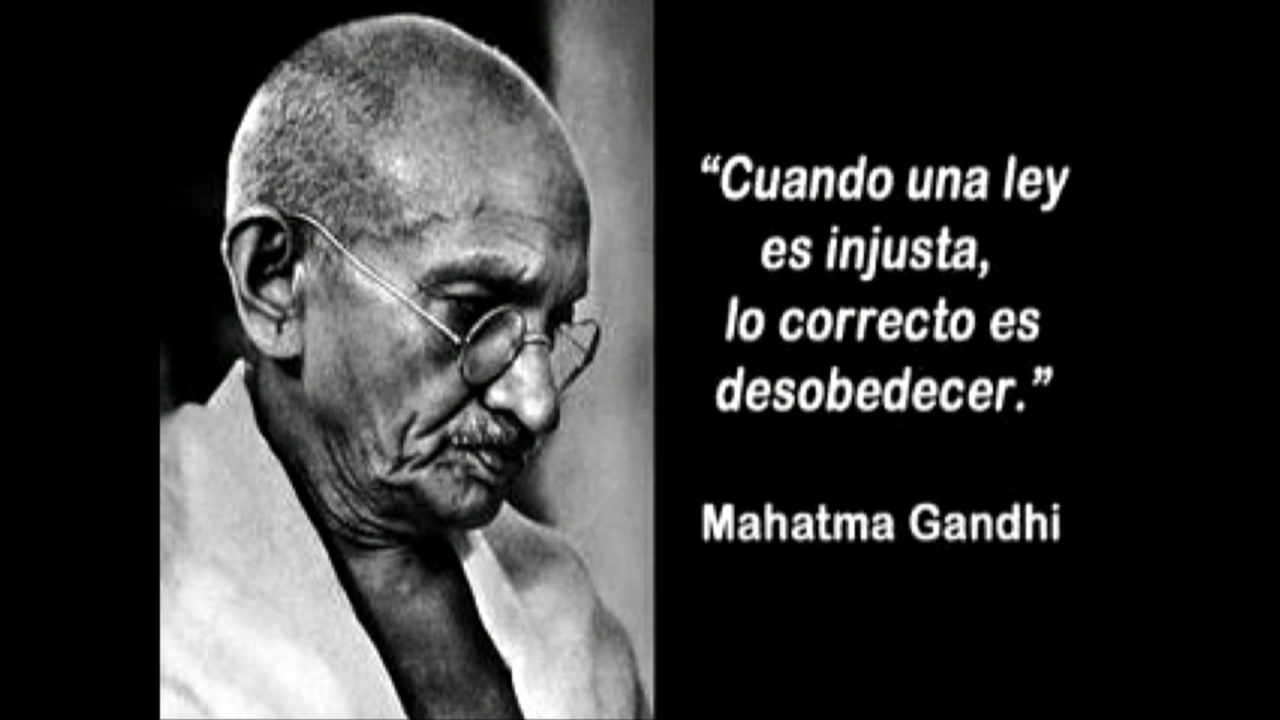 “Cuando una ley
es injusta,
lo correcto es
desobedecer.”
Mahatma Gandhi